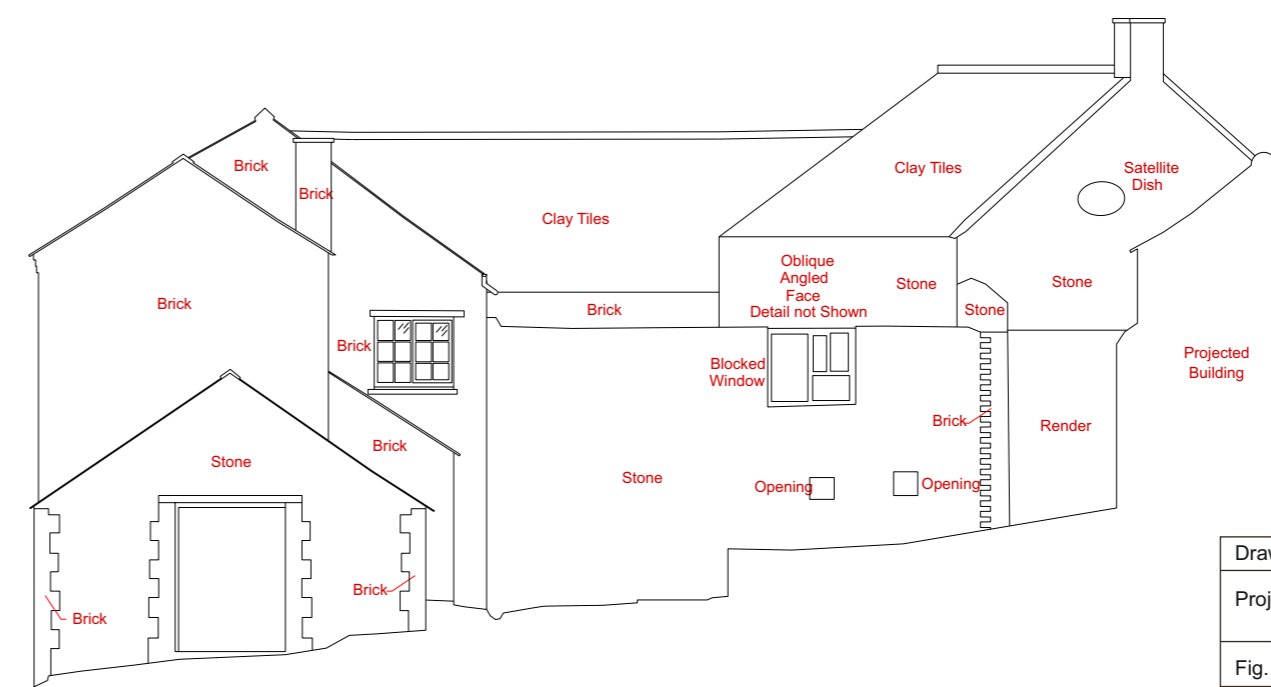 Brick
Brick
Clay Tiles
Clay Tiles
Satellite
Dish
Oblique
Angled
Face
Detail not Shown
Stone
Stone
Stone
Brick
Brick
Brick
Blocked
Window
Projected
Building
Brick
Brick
Render
Stone
Stone
Opening
Opening
Brick
Brick
Fig.